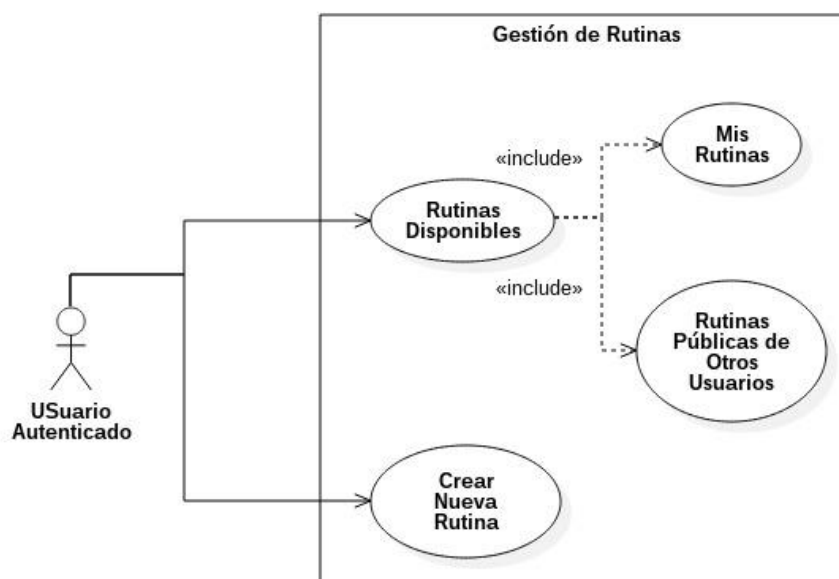 Gestión de Rutinas
Mis
Rutinas
«include»
Rutinas
Disponibles
«include»
Rutinas
Públicas de
Otros
Usuarios
USuario
Autenticado
Crear
Nueva
Rutina